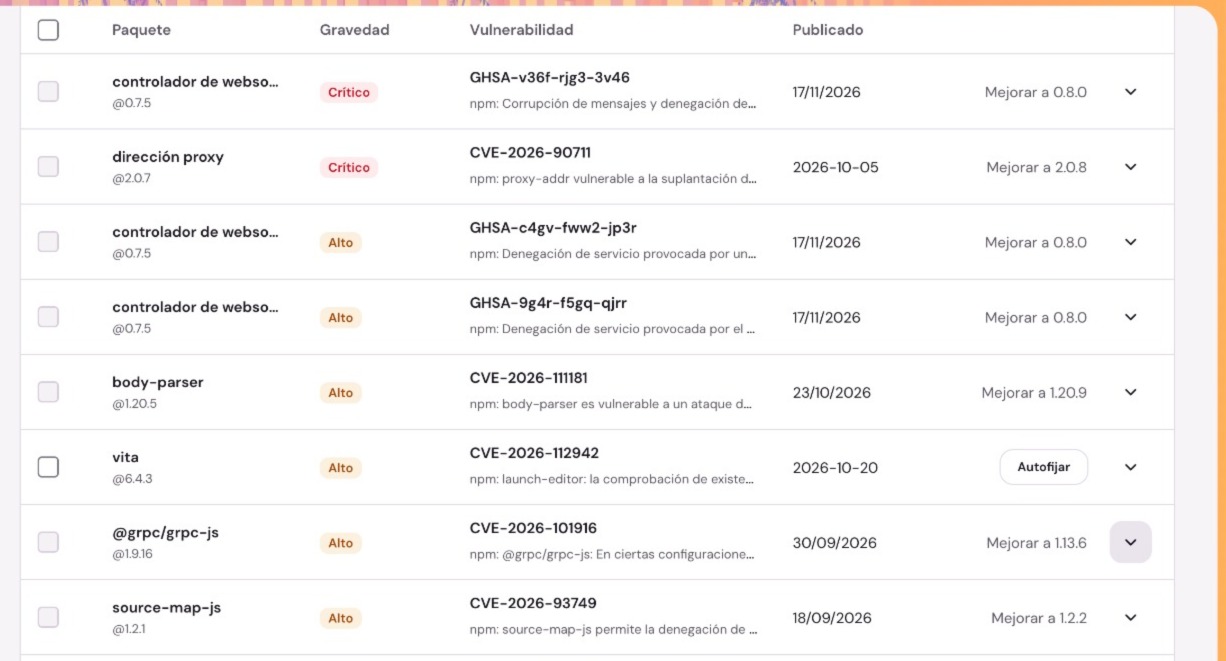 Paquete Gravedad Vulnerabilidad Publicado
controlador de webso... Crítico GHSA-v36f-rjg3-3v46 17/11/2026 Mejorar a 0.8.0
@0.7.5 npm: Corrupción de mensajes y denegación de...
dirección proxy Crítico CVE-2026-90711 2026-10-05 Mejorar a 2.0.8
@2.0.7 npm: proxy-addr vulnerable a la suplantación d...
controlador de webso... Alto GHSA-c4gv-fww2-jp3r 17/11/2026 Mejorar a 0.8.0
@0.7.5 npm: Denegación de servicio provocada por un...
controlador de webso... Alto GHSA-9g4r-f5gq-qjrr 17/11/2026 Mejorar a 0.8.0
@0.7.5 npm: Denegación de servicio provocada por el ...
body-parser Alto CVE-2026-111181 23/10/2026 Mejorar a 1.20.9
@1.20.5 npm: body-parser es vulnerable a un ataque d...
vita Alto CVE-2026-112942 2026-10-20 Autofijar
@6.4.3 npm: launch-editor: la comprobación de existe...
@grpc/grpc-js Alto CVE-2026-101916 30/09/2026 Mejorar a 1.13.6
@1.9.16 npm: @grpc/grpc-js: En ciertas configuracione...
source-map-js Alto CVE-2026-93749 18/09/2026 Mejorar a 1.2.2
@1.2.1 npm: source-map-js permite la denegación de ...